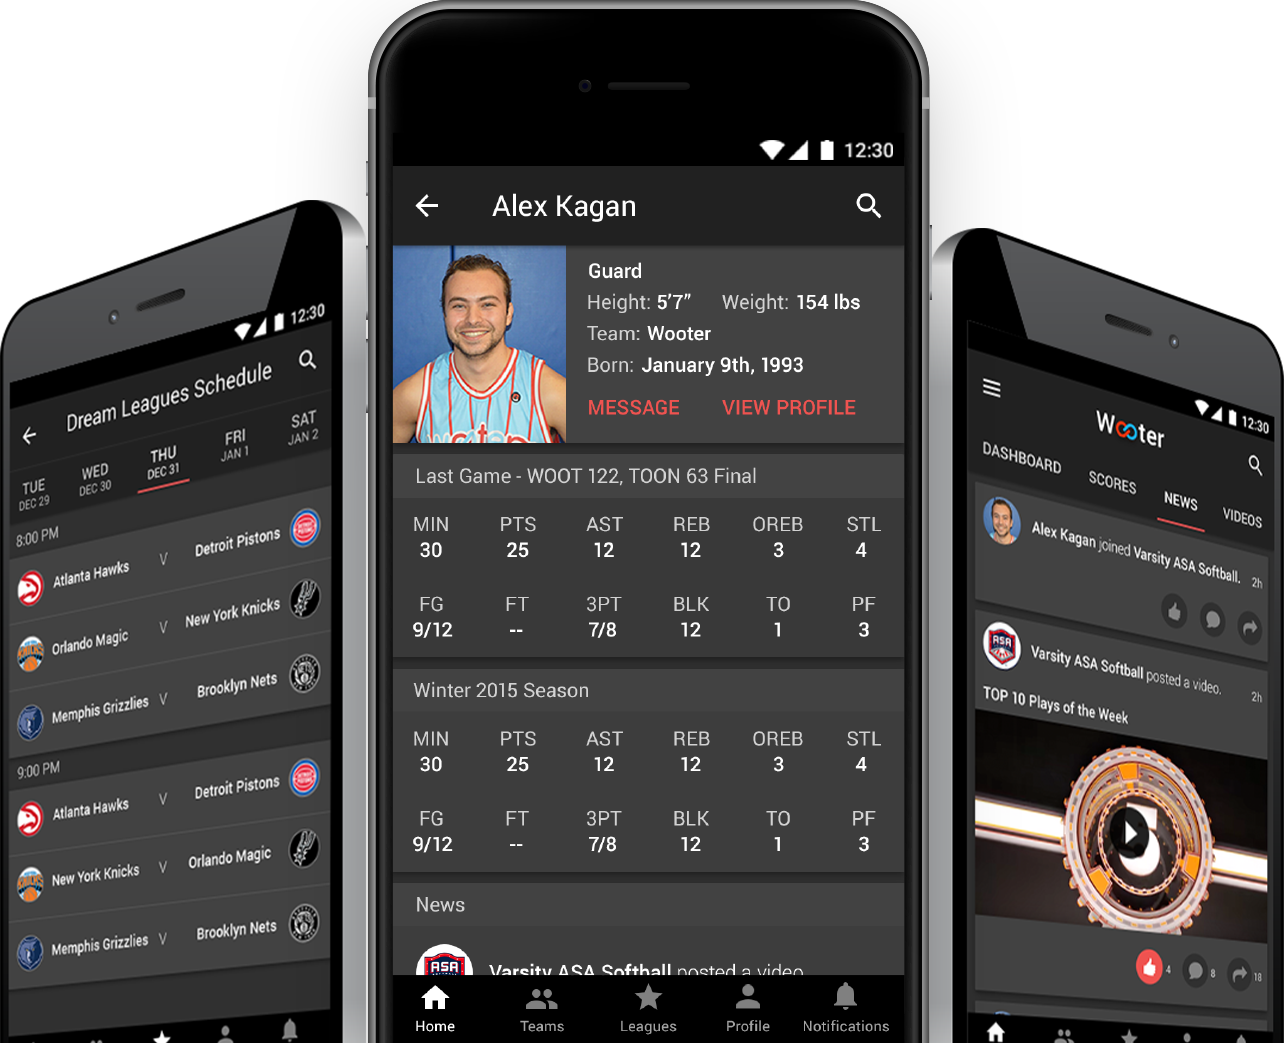 12:30
Dream Leagues Schedule
TUE
DEC 29
WED
DEC 30
THU
DEC 31
FRI
JAN 1
SAT
JAN 2
8:00 PM
Atlanta Hawks V Detroit Pistons
Orlando Magic V New York Knicks
Memphis Grizzlies V Brooklyn Nets
9:00 PM
Atlanta Hawks V Detroit Pistons
New York Knicks V Orlando Magic
Memphis Grizzlies V Brooklyn Nets
12:30
Alex Kagan
Guard
Height: 5'7” Weight: 154 lbs
Team: Wooter
Born: January 9th, 1993
MESSAGE VIEW PROFILE
Last Game - WOOT 122, TOON 63 Final
MIN PTS AST REB OREB STL
30 25 12 12 3 4
FG FT 3PT BLK TO PF
9/12 -- 7/8 12 1 3
Winter 2015 Season
MIN PTS AST REB OREB STL
30 25 12 12 3 4
FG FT 3PT BLK TO PF
9/12 -- 7/8 12 1 3
News
ASA
Varsity ASA Softball posted a video
Home Teams Leagues Profile Notifications
12:30
Wooter
DASHBOARD SCORES NEWS VIDEOS
Alex Kagan joined Varsity ASA Softball. 2h
ASA
Varsity ASA Softball posted a video. 2h
TOP 10 Plays of the Week
5
4 8 18